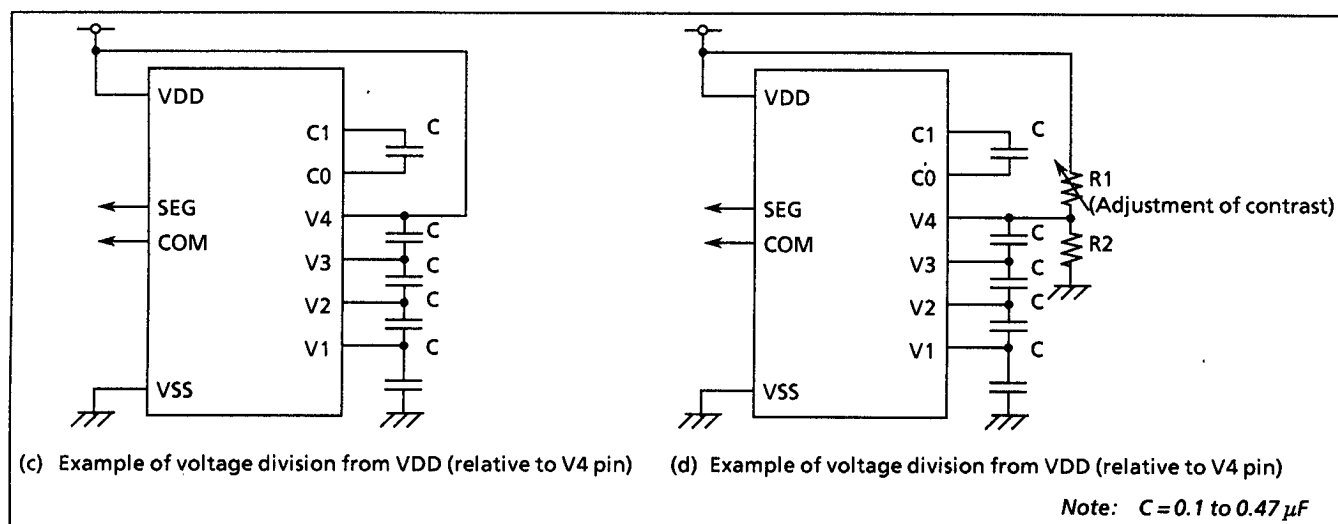 VDD
C1
C
C0
SEG
V4
COM
C
V3
C
V2
C
V1
C
VSS
(c) Example of voltage division from VDD (relative to V4 pin)
VDD
C1
C
C0
R1
(Adjustment of contrast)
SEG
V4
COM
C
R2
V3
C
V2
C
V1
C
VSS
(d) Example of voltage division from VDD (relative to V4 pin)
Note: C = 0.1 to 0.47 μF